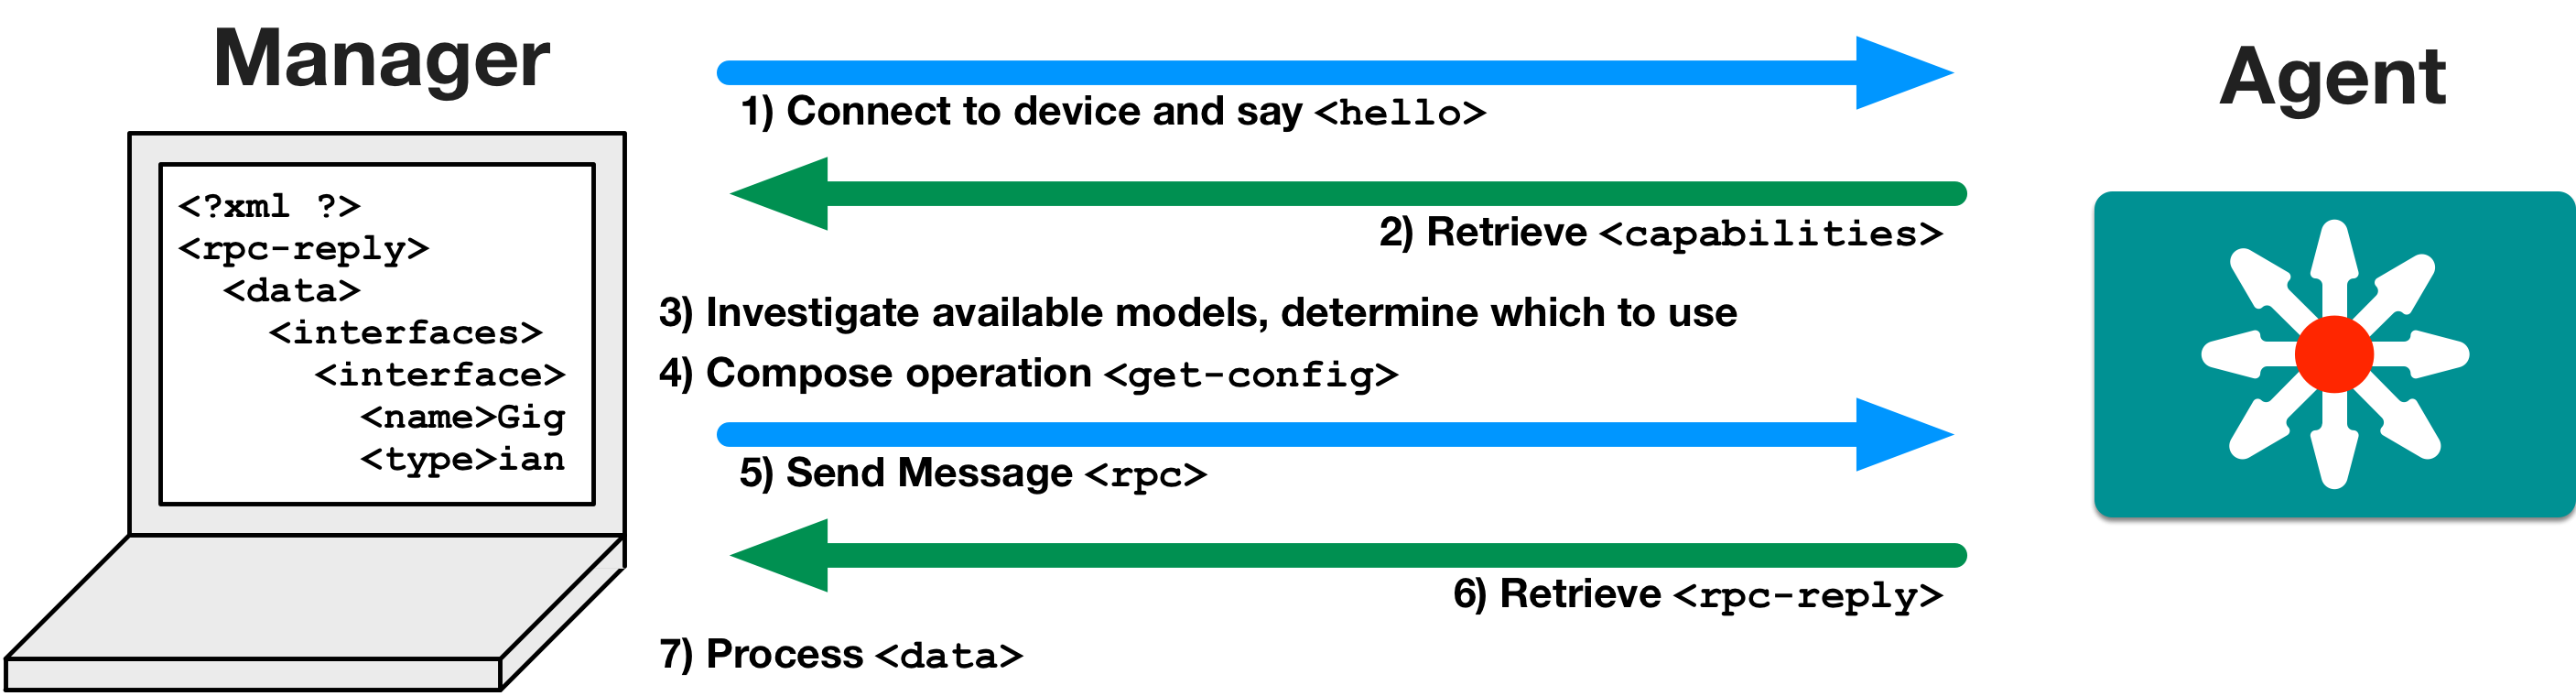 Manager
Agent
<?xml ?>
<rpc-reply>
<data>
<interfaces>
<interface>
<name>Gig
<type>ian
1) Connect to device and say <hello>
2) Retrieve <capabilities>
3) Investigate available models, determine which to use
4) Compose operation <get-config>
5) Send Message <rpc>
6) Retrieve <rpc-reply>
7) Process <data>